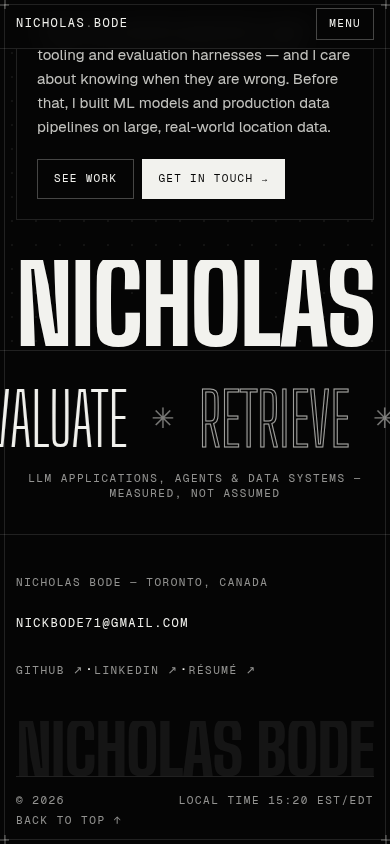 NICHOLAS.BODE
MENU
tooling and evaluation harnesses — and I care
about knowing when they are wrong. Before
that, I built ML models and production data
pipelines on large, real-world location data.
SEE WORK
GET IN TOUCH →
NICHOLAS
VALUATE ✳ RETRIEVE ✳
LLM APPLICATIONS, AGENTS & DATA SYSTEMS —
MEASURED, NOT ASSUMED
NICHOLAS BODE — TORONTO, CANADA
NICKBODE71@GMAIL.COM
GITHUB ↗ · LINKEDIN ↗ · RÉSUMÉ ↗
NICHOLAS BODE
© 2026
LOCAL TIME 15:20 EST/EDT
BACK TO TOP ↑